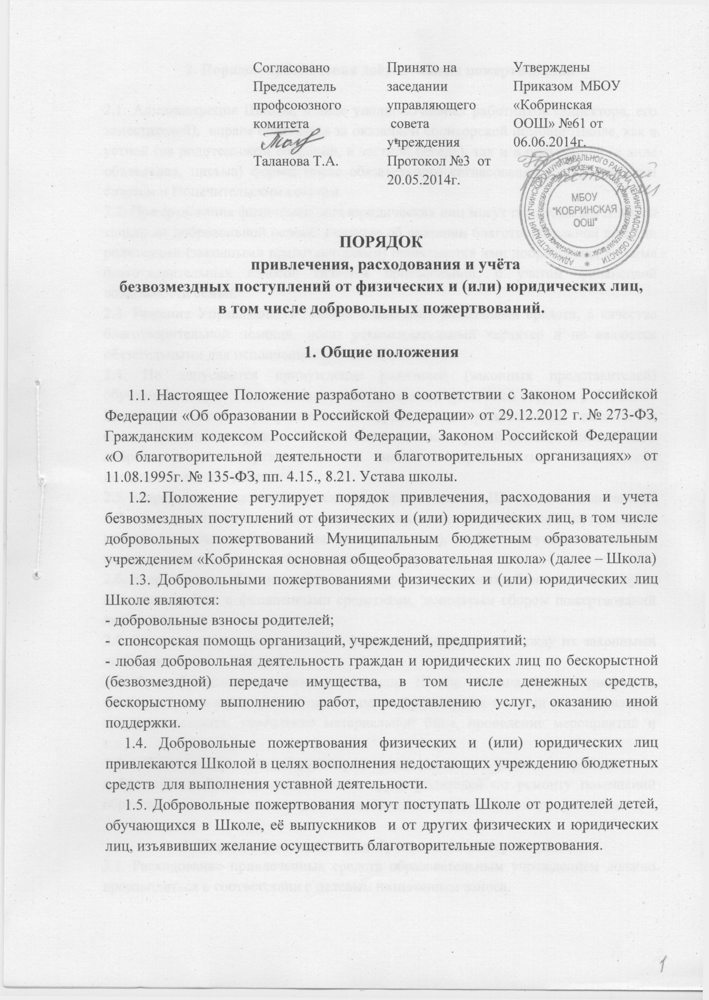 Согласовано
Председатель
профсоюзного
комитета
Таланова Т.А.
Принято на
заседании
управляющего
совета
учреждения
Протокол №3 от
20.05.2014г.
Утверждены
Приказом МБОУ
«Кобринская
ООШ» №61 от
06.06.2014г.
АДМИНИСТРАЦИЯ ГАТЧИНСКОГО МУНИЦИПАЛЬНОГО РАЙОНА ЛЕНИНГРАДСКОЙ ОБЛАСТИ
МБОУ
"КОБРИНСКАЯ
ООШ"
ПОРЯДОК
привлечения, расходования и учёта
безвозмездных поступлений от физических и (или) юридических лиц,
в том числе добровольных пожертвований.
1. Общие положения
1.1. Настоящее Положение разработано в соответствии с Законом Российской
Федерации «Об образовании в Российской Федерации» от 29.12.2012 г. № 273-ФЗ,
Гражданским кодексом Российской Федерации, Законом Российской Федерации
«О благотворительной деятельности и благотворительных организациях» от
11.08.1995г. № 135-ФЗ, пп. 4.15., 8.21. Устава школы.
1.2. Положение регулирует порядок привлечения, расходования и учета
безвозмездных поступлений от физических и (или) юридических лиц, в том числе
добровольных пожертвований Муниципальным бюджетным образовательным
учреждением «Кобринская основная общеобразовательная школа» (далее – Школа)
1.3. Добровольными пожертвованиями физических и (или) юридических лиц
Школе являются:
- добровольные взносы родителей;
- спонсорская помощь организаций, учреждений, предприятий;
- любая добровольная деятельность граждан и юридических лиц по бескорыстной
(безвозмездной) передаче имущества, в том числе денежных средств,
бескорыстному выполнению работ, предоставлению услуг, оказанию иной
поддержки.
1.4. Добровольные пожертвования физических и (или) юридических лиц
привлекаются Школой в целях восполнения недостающих учреждению бюджетных
средств для выполнения уставной деятельности.
1.5. Добровольные пожертвования могут поступать Школе от родителей детей,
обучающихся в Школе, её выпускников и от других физических и юридических
лиц, изъявивших желание осуществить благотворительные пожертвования.
1